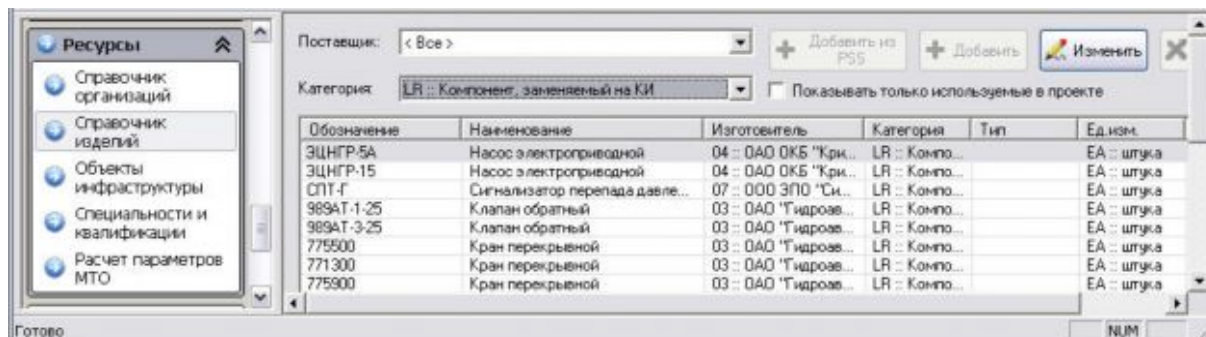 Ресурсы
Справочник
организаций
Справочник
изделий
Объекты
инфраструктуры
Специальности и
квалификации
Расчет параметров
МТО
Поставщик: < Все >
Добавить из
PSS
Добавить
Изменить
Категория: LR :: Компонент, заменяемый на КИ
Показывать только используемые в проекте
Обозначение Наименование Изготовитель Категория Тип Ед.изм.
ЭЦНГР-5А Насос электроприводной 04 :: ОАО ОКБ "Кри... LR :: Компо... EA :: штука
ЭЦНГР-15 Насос электроприводной 04 :: ОАО ОКБ "Кри... LR :: Компо... EA :: штука
СПТ-Г Сигнализатор перепада давле... 07 :: ООО ЗПО "Си... LR :: Компо... EA :: штука
989АТ-1-25 Клапан обратный 03 :: ОАО "Гидроав... LR :: Компо... EA :: штука
989АТ-3-25 Клапан обратный 03 :: ОАО "Гидроав... LR :: Компо... EA :: штука
775500 Кран перекрывной 03 :: ОАО "Гидроав... LR :: Компо... EA :: штука
771300 Кран перекрывной 03 :: ОАО "Гидроав... LR :: Компо... EA :: штука
775900 Кран перекрывной 03 :: ОАО "Гидроав... LR :: Компо... EA :: штука
Готово
NUM